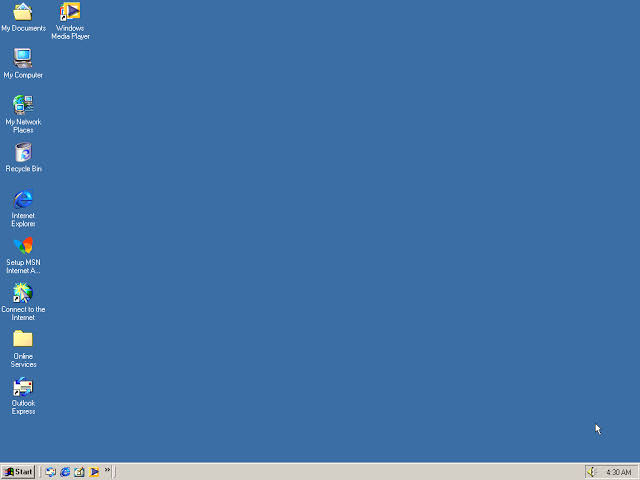 My Documents
Windows
Media Player
My Computer
My Network
Places
Recycle Bin
Internet
Explorer
Setup MSN
Internet A...
Connect to the
Internet
Online
Services
Outlook
Express
Start
4:30 AM